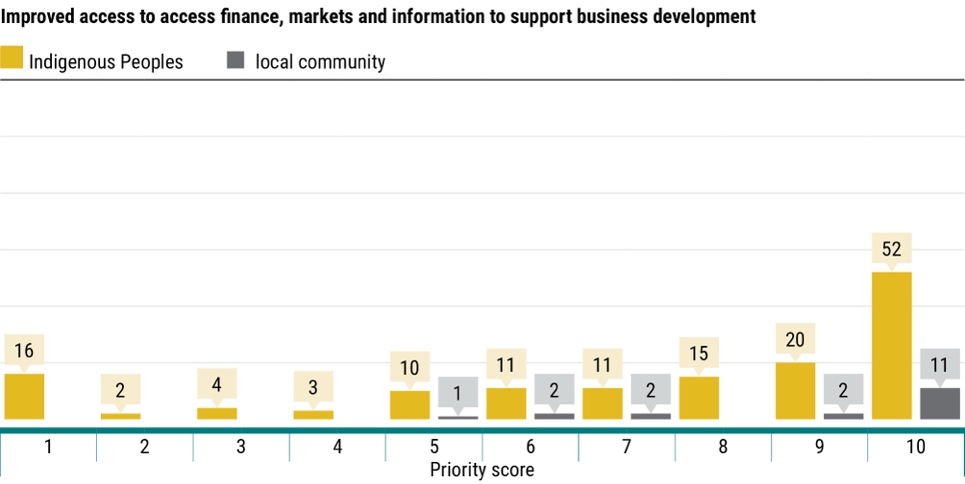 Improved access to access finance, markets and information to support business development
Indigenous Peoples local community
52
20
16
15
11 11 11
10
4
3
2
1 2 2 2
1 2 3 4 5 6 7 8 9 10
Priority score